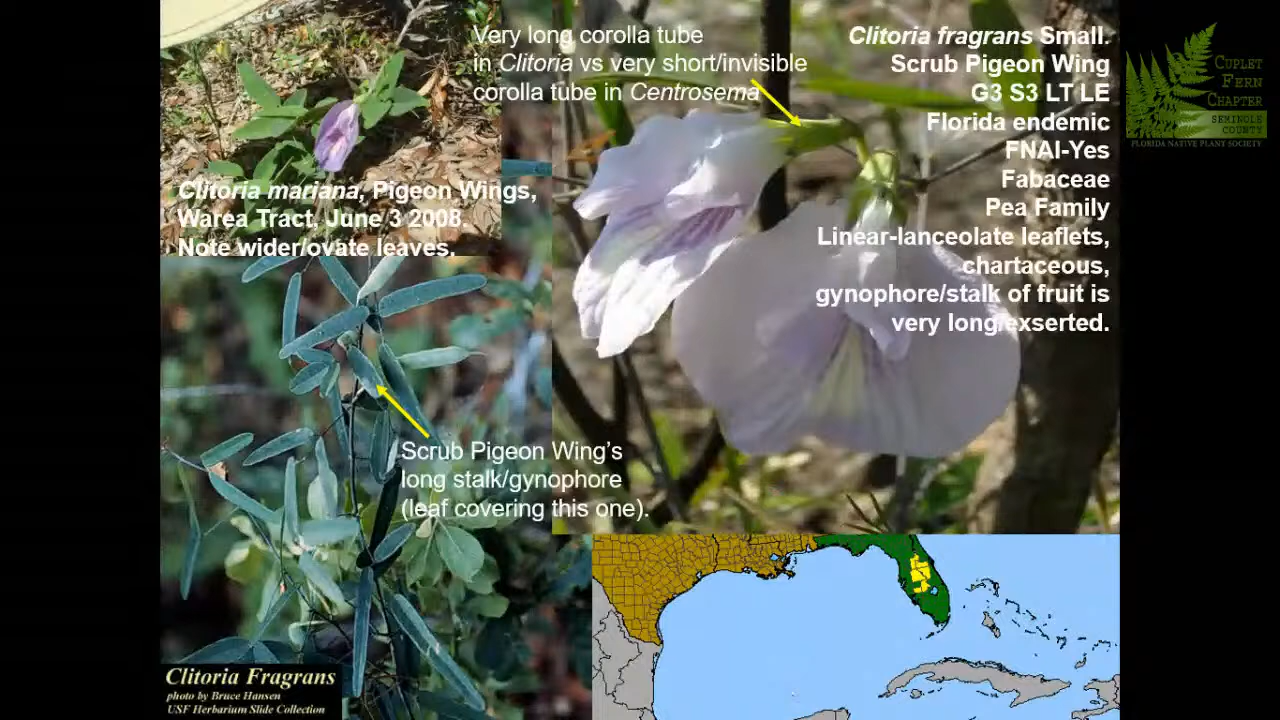 Very long corolla tube
in Clitoria vs very short/invisible
corolla tube in Centrosema
Clitoria fragrans Small.
Scrub Pigeon Wing
G3 S3 LT LE
Florida endemic
FNAI-Yes
Fabaceae
Pea Family
Linear-lanceolate leaflets,
chartaceous,
gynophore/stalk of fruit is
very long/exserted.
CUPLET
FERN
CHAPTER
SEMINOLE
COUNTY
FLORIDA NATIVE PLANT SOCIETY
Clitoria mariana, Pigeon Wings,
Warea Tract, June 3 2008.
Note wider/ovate leaves.
Scrub Pigeon Wing’s
long stalk/gynophore
(leaf covering this one).
Clitoria Fragrans
photo by Bruce Hansen
USF Herbarium Slide Collection